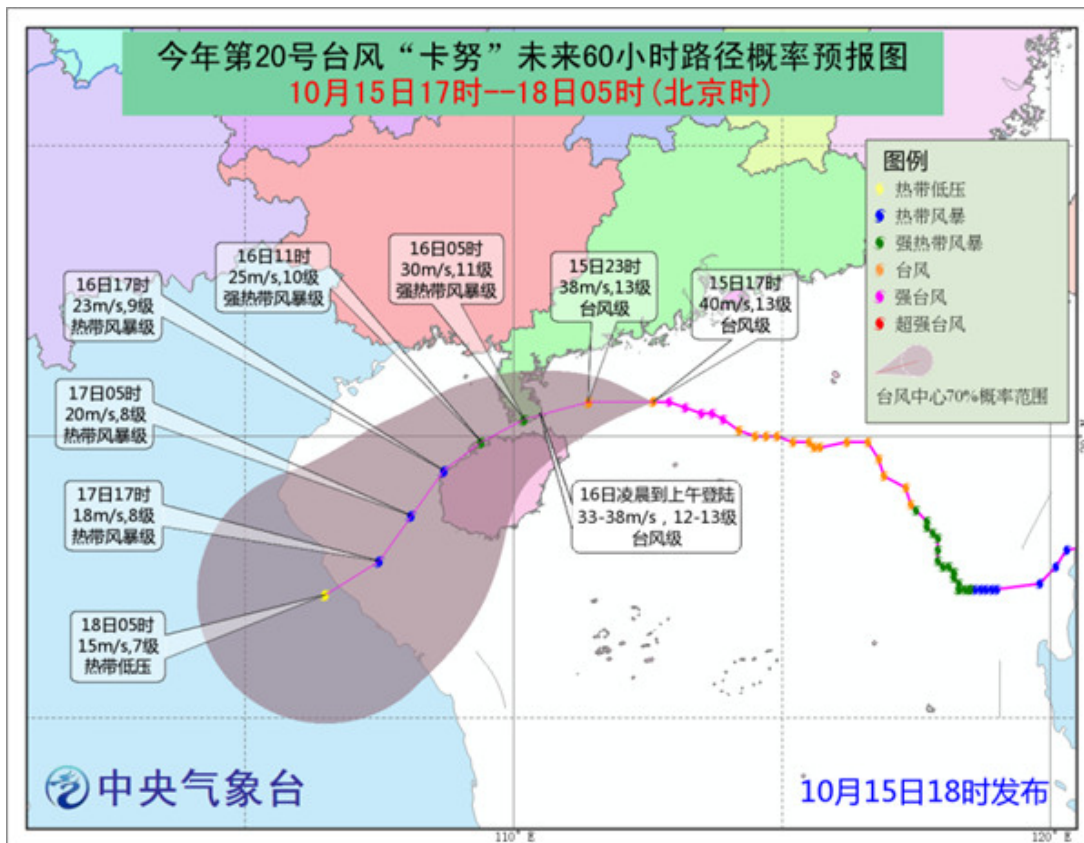 今年第20号台风“卡努”未来60小时路径概率预报图
10月15日17时--18日05时(北京时)
图例
热带低压
热带风暴
强热带风暴
台风
强台风
超强台风
台风中心70%概率范围
16日11时
25m/s,10级
强热带风暴级
16日05时
30m/s,11级
强热带风暴级
15日23时
38m/s,13级
台风级
15日17时
40m/s,13级
台风级
16日17时
23m/s,9级
热带风暴级
17日05时
20m/s,8级
热带风暴级
17日17时
18m/s,8级
热带风暴级
16日凌晨到上午登陆
33-38m/s，12-13级
台风级
18日05时
15m/s,7级
热带低压
中央气象台
10月15日18时发布
110° E
120° E